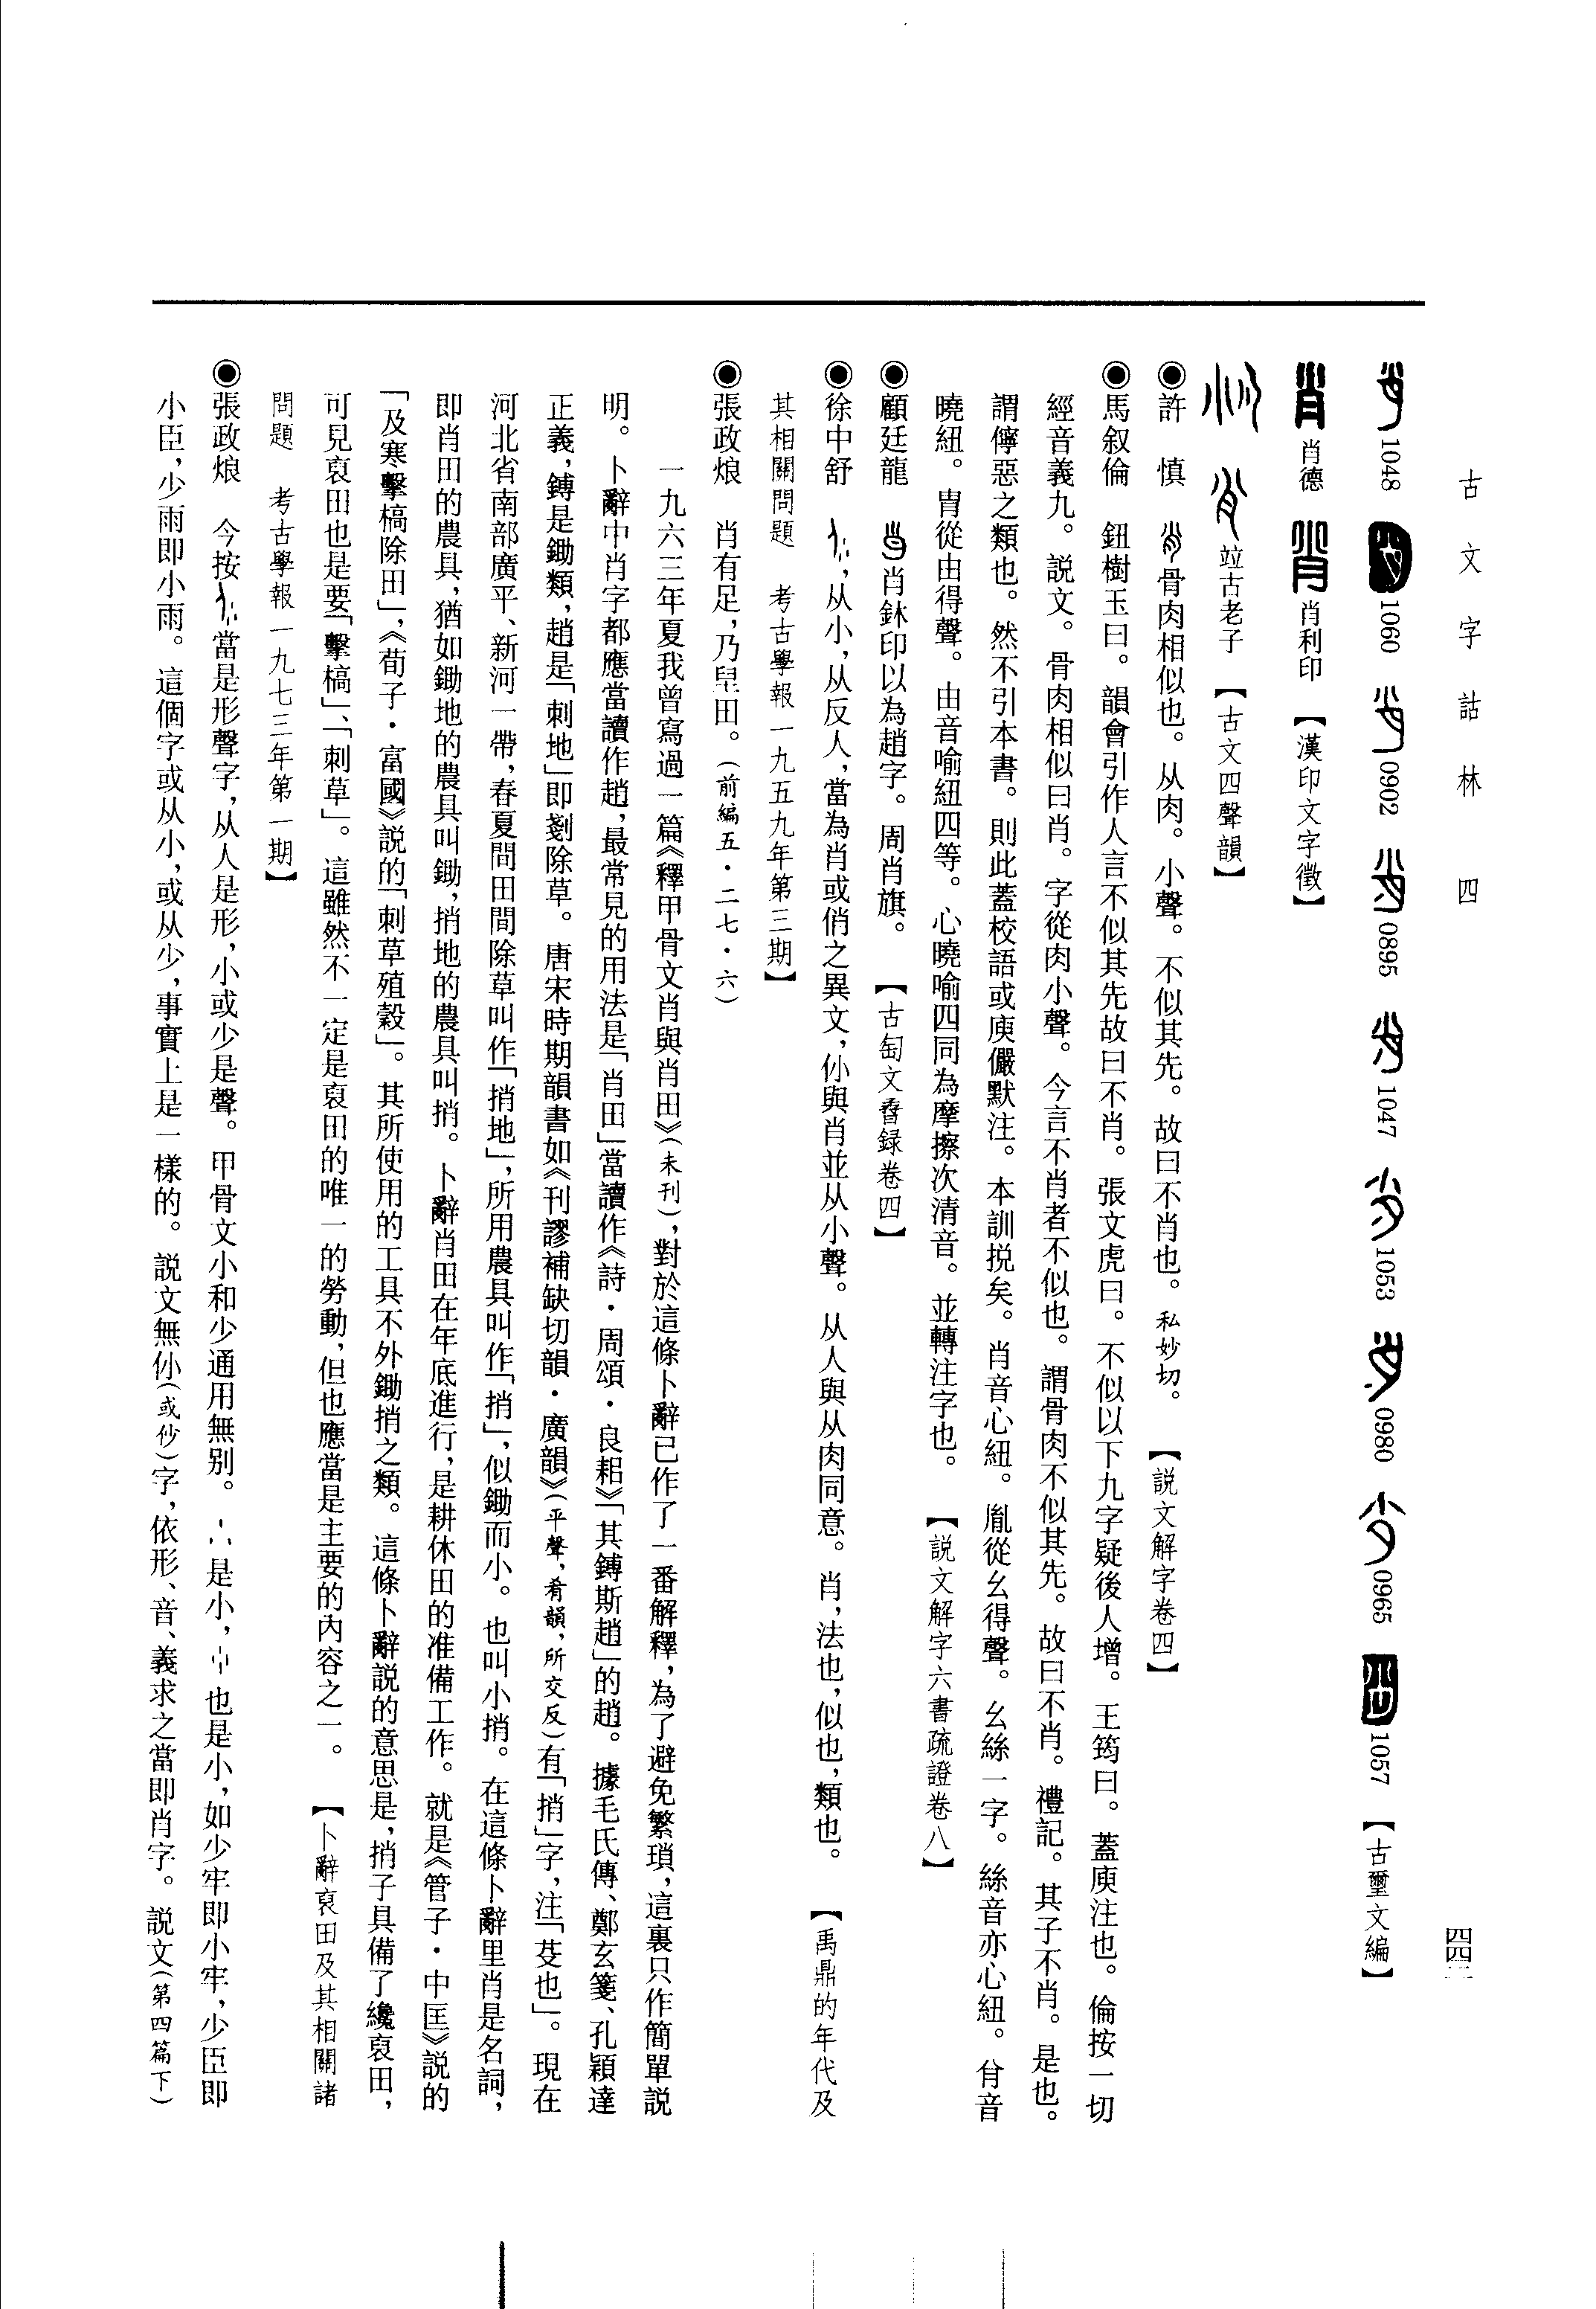 古文字詁林 四
四四
1048 1060 0902 0895 1047 1053 0980 0965 1057【古璽文編】
肖德 肖利印 【漢印文字徵】
竝古老子 【古文四聲韻】
◉許 慎 骨肉相似也。从肉。小聲。不似其先。故曰不肖也。私妙切。 【説文解字卷四】
◉馬叙倫 鈕樹玉曰。韻會引作人言不似其先故曰不肖。張文虎曰。不似以下九字疑後人增。王筠曰。蓋庾注也。倫按一切
經音義九。説文。骨肉相似曰肖。字從肉小聲。今言不肖者不似也。謂骨肉不似其先。故曰不肖。禮記。其子不肖。是也。
謂儜惡之類也。然不引本書。則此蓋校語或庾儼默注。本訓挩矣。肖音心紐。胤從幺得聲。幺絲一字。絲音亦心紐。㕣音
曉紐。胄從由得聲。由音喻紐四等。心曉喻四同為摩擦次清音。並轉注字也。 【説文解字六書疏證卷八】
◉顧廷龍 肖鉥印以為趙字。周肖旗。 【古匋文孴録卷四】
◉徐中舒 ,从小,从反人,當為肖或俏之異文,仦與肖並从小聲。从人與从肉同意。肖,法也,似也,類也。 【禹鼎的年代及
其相關問題 考古學報一九五九年第三期】
◉張政烺 肖有足,乃𡊄田。(前編五·二七·六)
一九六三年夏我曾寫過一篇《釋甲骨文肖與肖田》(未刊),對於這條卜辭已作了一番解釋,為了避免繁瑣,這裏只作簡單説
明。卜辭中肖字都應當讀作趙,最常見的用法是「肖田」當讀作《詩·周頌·良耜》「其鎛斯趙」的趙。據毛氏傳、鄭玄箋、孔穎達
正義,鎛是鋤類,趙是「刺地」即剗除草。唐宋時期韻書如《刊謬補缺切韻·廣韻》(平聲,肴韻,所交反)有「捎」字,注「芟也」。現在
河北省南部廣平、新河一帶,春夏間田間除草叫作「捎地」,所用農具叫作「捎」,似鋤而小。也叫小捎。在這條卜辭里肖是名詞,
即肖田的農具,猶如鋤地的農具叫鋤,捎地的農具叫捎。卜辭肖田在年底進行,是耕休田的准備工作。就是《管子·中匡》説的
「及寒擊槁除田」,《荀子·富國》説的「刺草殖穀」。其所使用的工具不外鋤捎之類。這條卜辭説的意思是,捎子具備了纔裒田,
可見裒田也是要「擊槁」、「刺草」。這雖然不一定是裒田的唯一的勞動,但也應當是主要的內容之一。 【卜辭裒田及其相關諸
問題 考古學報一九七三年第一期】
◉張政烺 今按當是形聲字,从人是形,小或少是聲。甲骨文小和少通用無别。是小,也是小,如少牢即小牢,少臣即
小臣,少雨即小雨。這個字或从小,或从少,事實上是一樣的。説文無仦(或仯)字,依形、音、義求之當即肖字。説文(第四篇下)